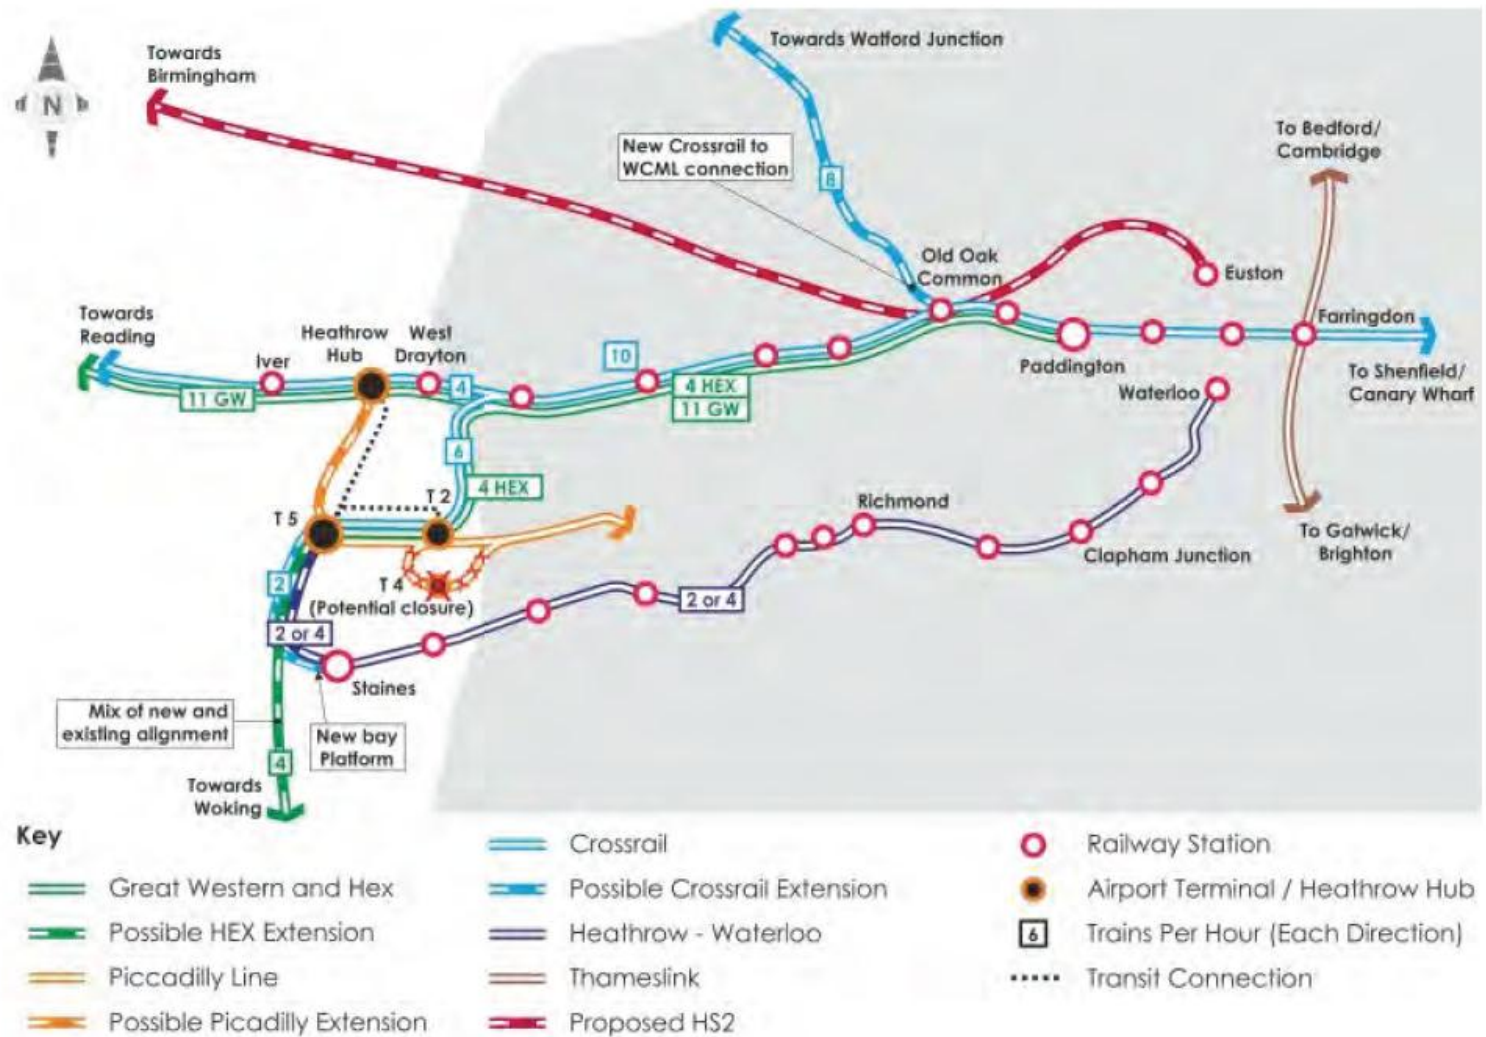 Towards
Birmingham
Towards Watford Junction
N
New Crossrail to
WCML connection
8
To Bedford/
Cambridge
Old Oak
Common
Euston
Towards
Reading
Heathrow
Hub
West
Drayton
Iver
10
4
11 GW
4 HEX
11 GW
Farringdon
Paddington
To Shenfield/
Canary Wharf
Waterloo
6
4 HEX
T 2
T 5
Richmond
To Gatwick/
Brighton
Clapham Junction
T 4
(Potential closure)
2
2 or 4
2 or 4
Staines
Mix of new and
existing alignment
New bay
Platform
4
Towards
Woking
Key
Great Western and Hex
Possible HEX Extension
Piccadilly Line
Possible Picadilly Extension
Crossrail
Possible Crossrail Extension
Heathrow - Waterloo
Thameslink
Proposed HS2
Railway Station
Airport Terminal / Heathrow Hub
6 Trains Per Hour (Each Direction)
Transit Connection